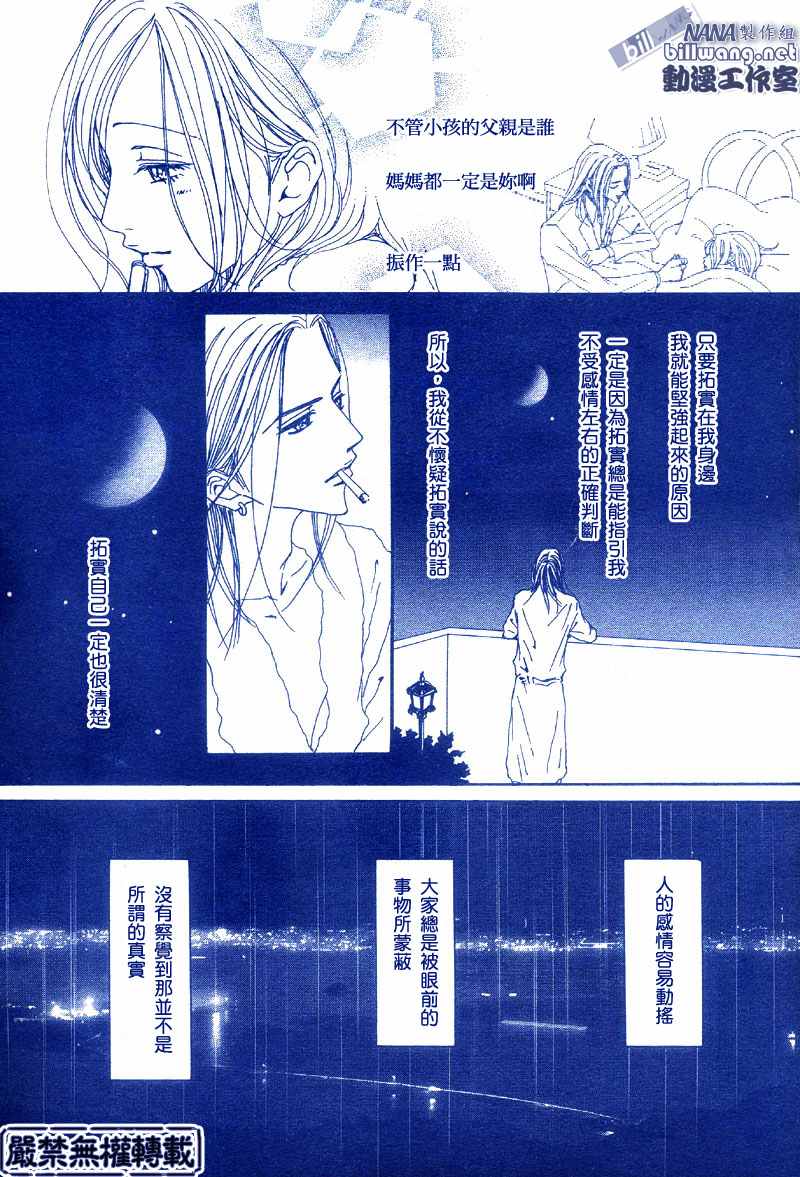 bill
NANA製作組
billwang.net
動漫工作室
不管小孩的父親是誰
媽媽都一定是妳啊
振作一點
只要拓實在我身邊
我就能堅強起來的原因
一定是因為拓實總是能指引我
不受感情左右的正確判斷
所以，我從不懷疑拓實說的話
拓實自己一定也很清楚
人的感情容易動搖
大家總是被眼前的
事物所蒙蔽
沒有察覺到那並不是
所謂的真實
嚴禁無權轉載